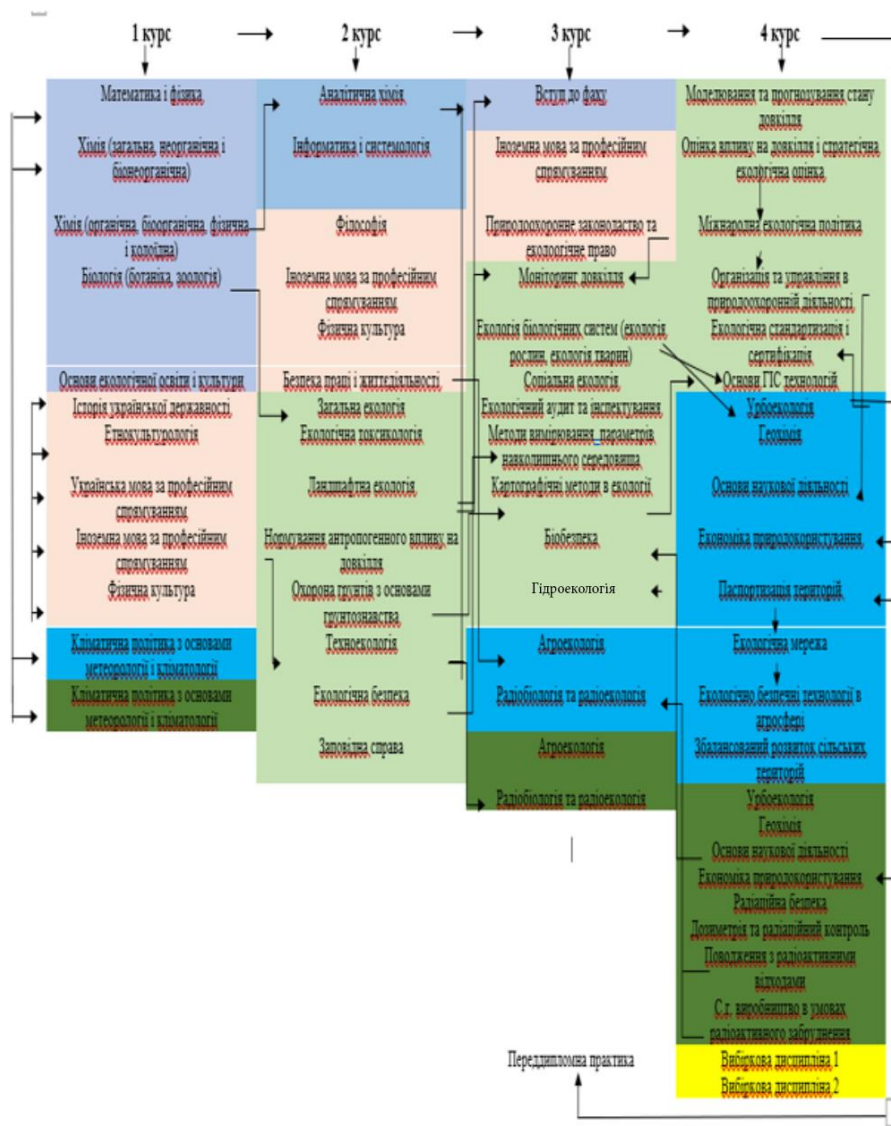 1 курс
2 курс
3 курс
4 курс
Математика і фізика
Хімія (загальна, неорганічна і
біонеорганічна)
Хімія (органічна, біоорганічна, фізична
і колоїдна)
Біологія (ботаніка, зоологія)
Основи екологічної освіти і культури
Історія української державності
Етнокультурологія
Українська мова за професійним
спрямуванням
Іноземна мова за професійним
спрямуванням
Фізична культура
Кліматична політика з основами
метеорології і кліматології
Кліматична політика з основами
метеорології і кліматології
Аналітична хімія
Інформатика і системологія
Філософія
Іноземна мова за професійним
спрямуванням
Фізична культура
Безпека праці і життєдіяльності
Загальна екологія
Екологічна токсикологія
Ландшафтна екологія
Нормування антропогенного впливу на
довкілля
Охорона ґрунтів з основами
ґрунтознавства
Техноекологія
Екологічна безпека
Заповідна справа
Вступ до фаху
Іноземна мова за професійним
спрямуванням
Природоохоронне законодаство та
екологічне право
Моніторинг довкілля
Екологія біологічних систем (екологія
рослин, екологія тварин)
Соціальна екологія
Екологічний аудит та інспектування
Методи вимірювання параметрів
навколишнього середовища
Картографічні методи в екології
Біобезпека
Гідроекологія
Агроекологія
Радіобіологія та радіоекологія
Агроекологія
Радіобіологія та радіоекологія
Моделювання та прогнозування стану
довкілля
Оцінка впливу на довкілля і стратегічна
екологічна оцінка
Міжнародна екологічна політика
Організація та управління в
природоохоронній діяльності
Екологічна стандартизація і
сертифікація
Основи ГІС технологій
Урбоекологія
Геохімія
Основи наукової діяльності
Економіка природокористування
Паспортизація територій
Екологічна мережа
Екологічно безпечні технології в
агросфері
Збалансований розвиток сільських
територій
Урбоекологія
Геохімія
Основи наукової діяльності
Економіка природокористування
Радіаційна безпека
Дозиметрія та радіаційний контроль
Поводження з радіоактивними
відходами
С.г. виробництво в умовах
радіоактивного забруднення
Вибіркова дисципліна 1
Вибіркова дисципліна 2
Переддипломна практика